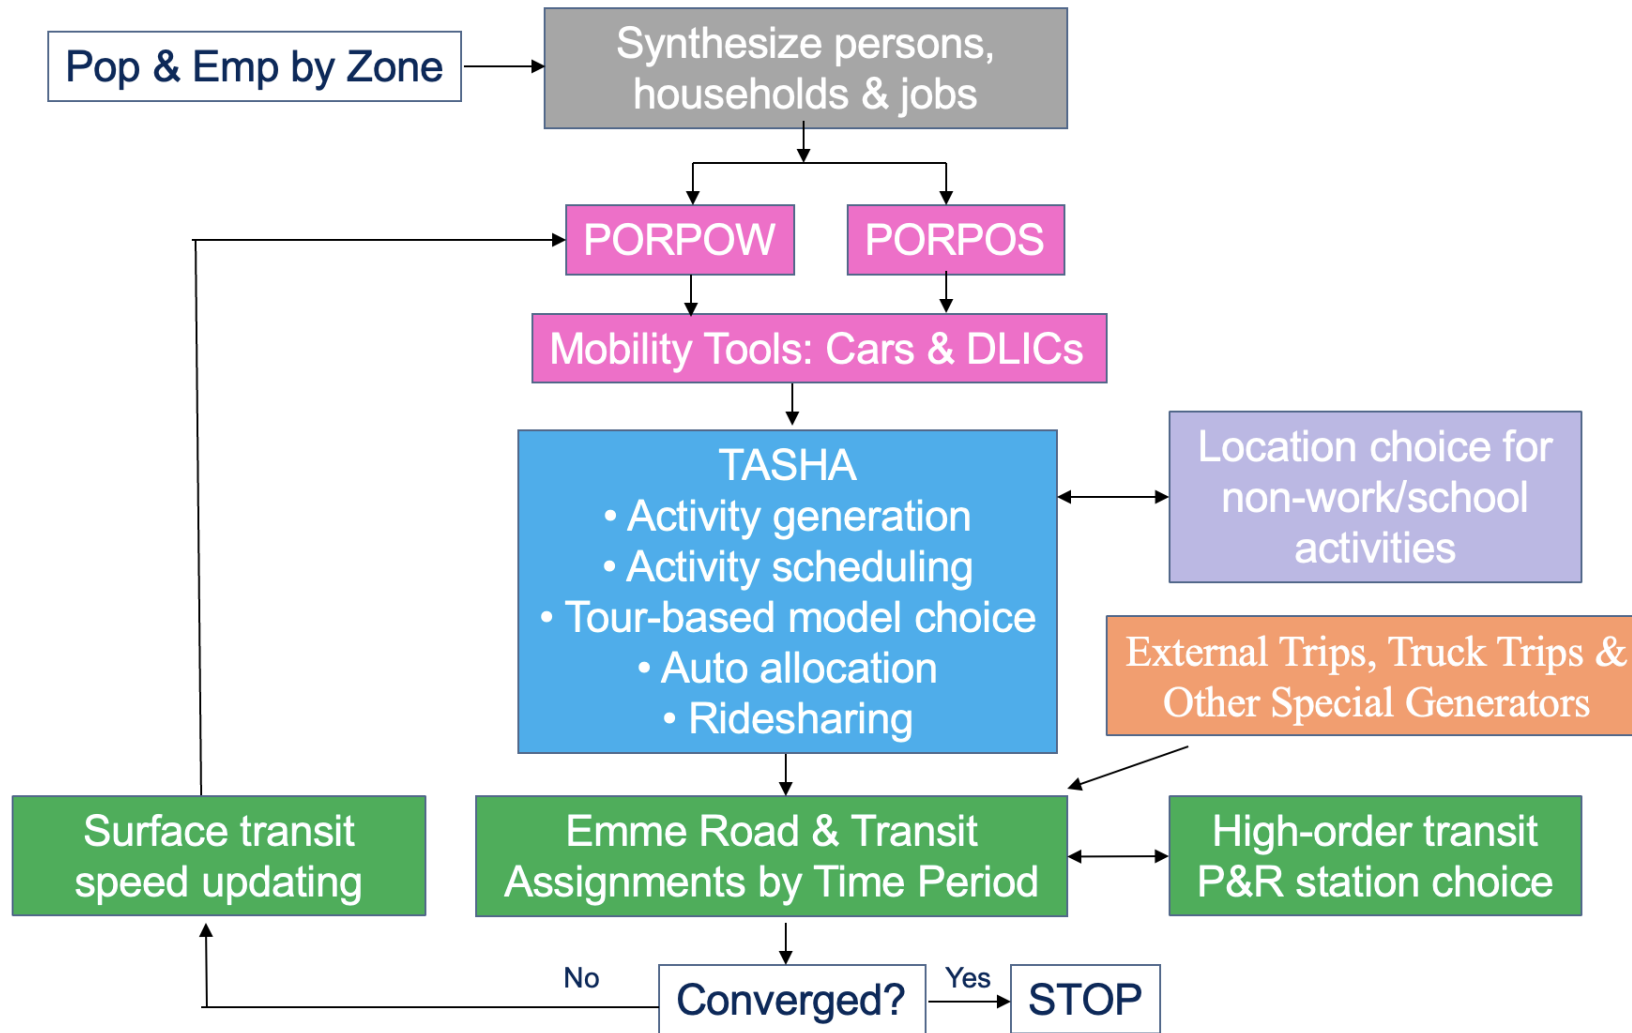 Pop & Emp by Zone
Synthesize persons,
households & jobs
PORPOW
PORPOS
Mobility Tools: Cars & DLICs
TASHA
• Activity generation
• Activity scheduling
• Tour-based model choice
• Auto allocation
• Ridesharing
Location choice for
non-work/school
activities
External Trips, Truck Trips &
Other Special Generators
Surface transit
speed updating
Emme Road & Transit
Assignments by Time Period
High-order transit
P&R station choice
No
Converged?
Yes
STOP